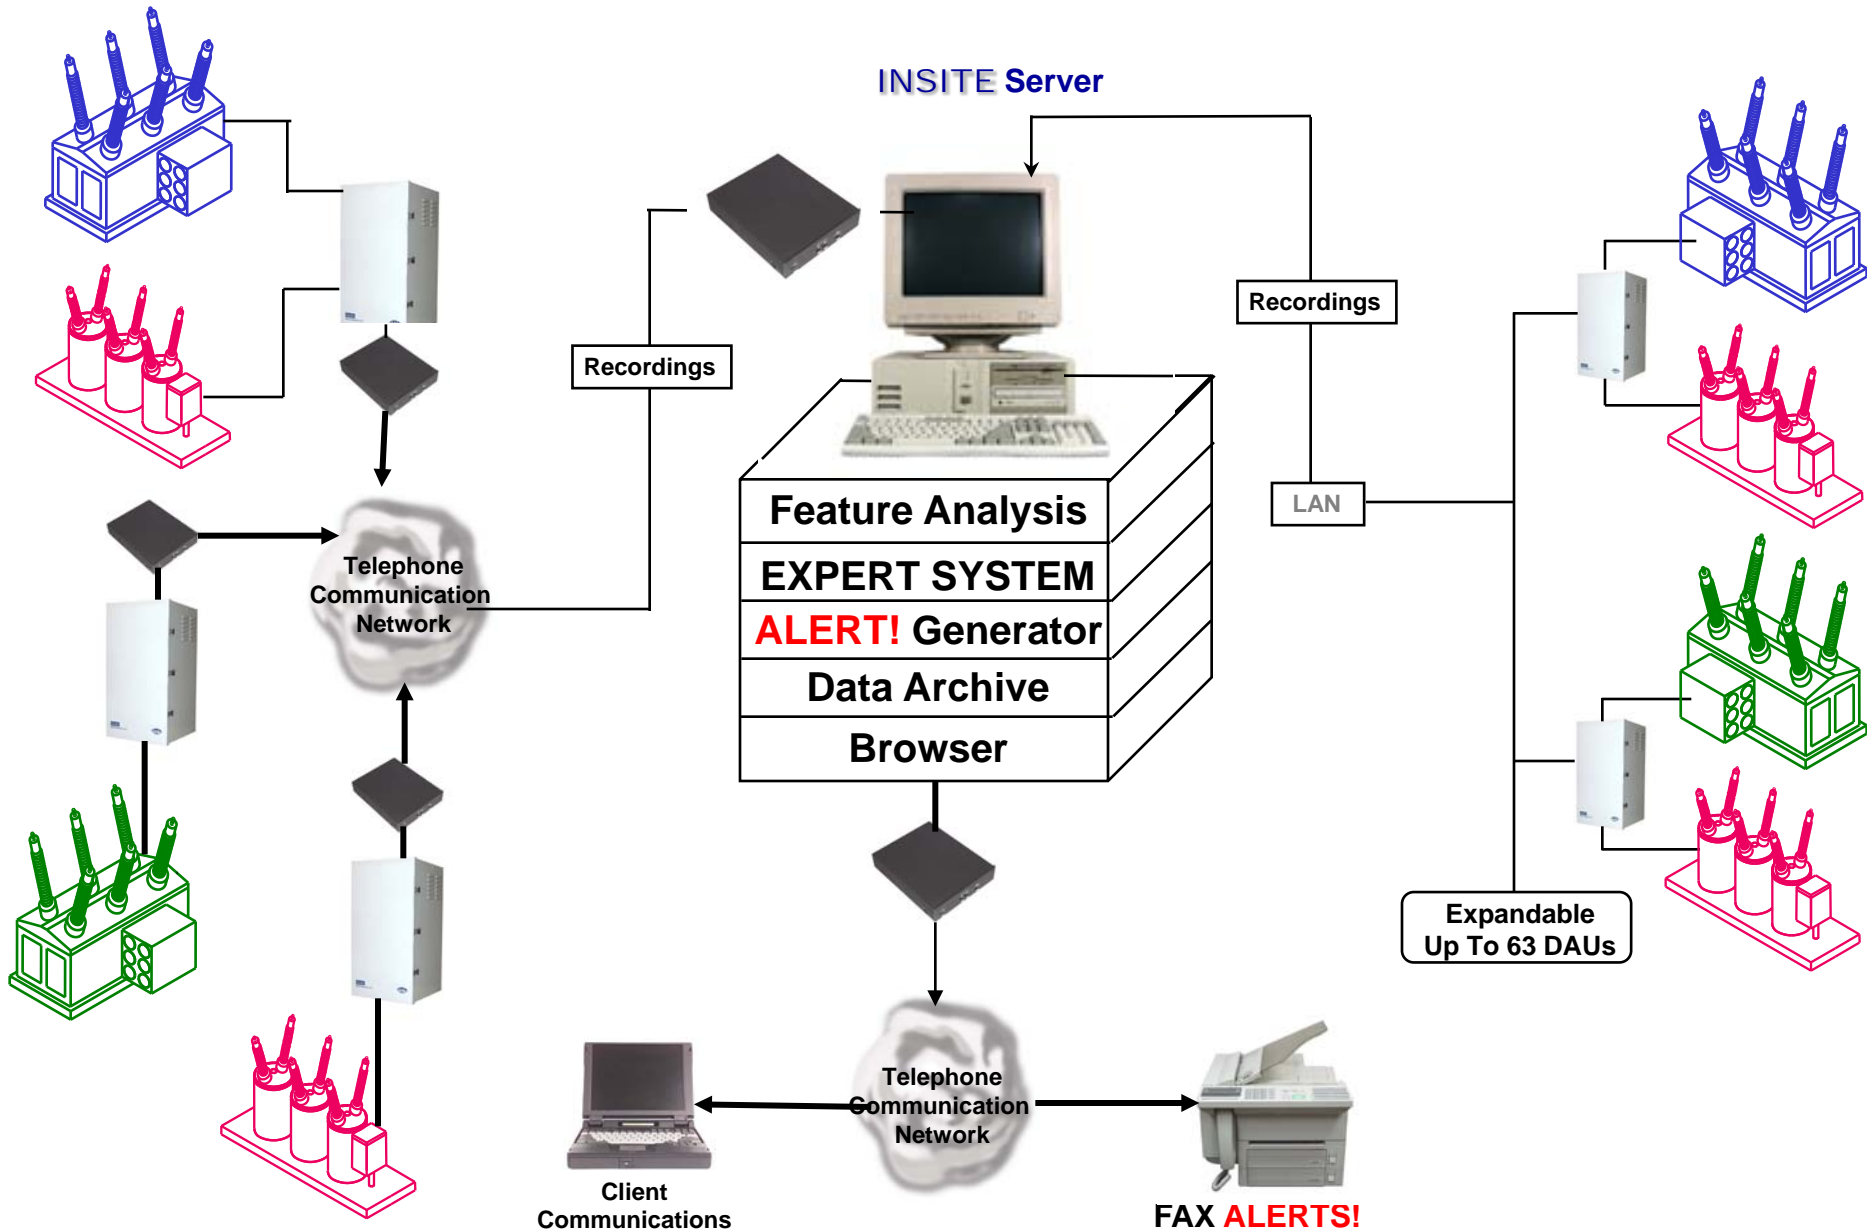 INSITE Server
Recordings
Recordings
LAN
Feature Analysis
EXPERT SYSTEM
ALERT! Generator
Data Archive
Browser
Telephone
Communication
Network
Expandable
Up To 63 DAUs
Telephone
Communication
Network
Client
Communications
FAX ALERTS!